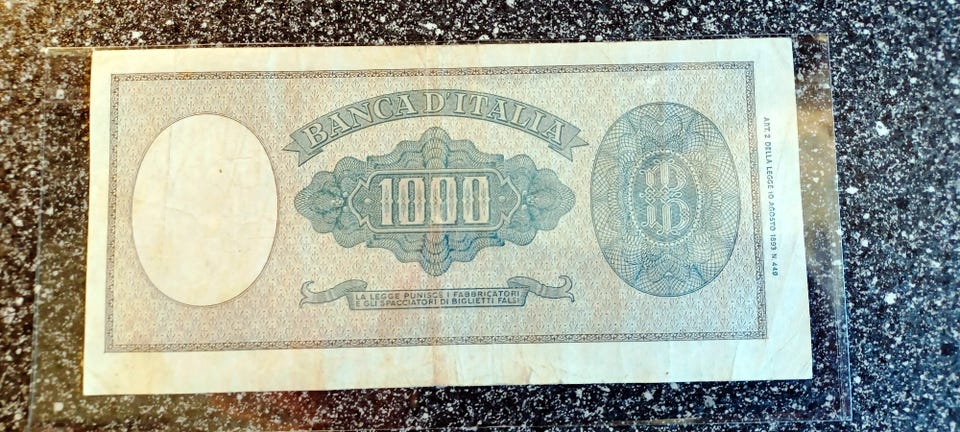 BANCA D'ITALIA
1000
LA LEGGE PUNISCE I FABBRICATORI
E GLI SPACCIATORI DI BIGLIETTI FALSI
ART. 2 DELLA LEGGE 10 AGOSTO 1893 N. 449